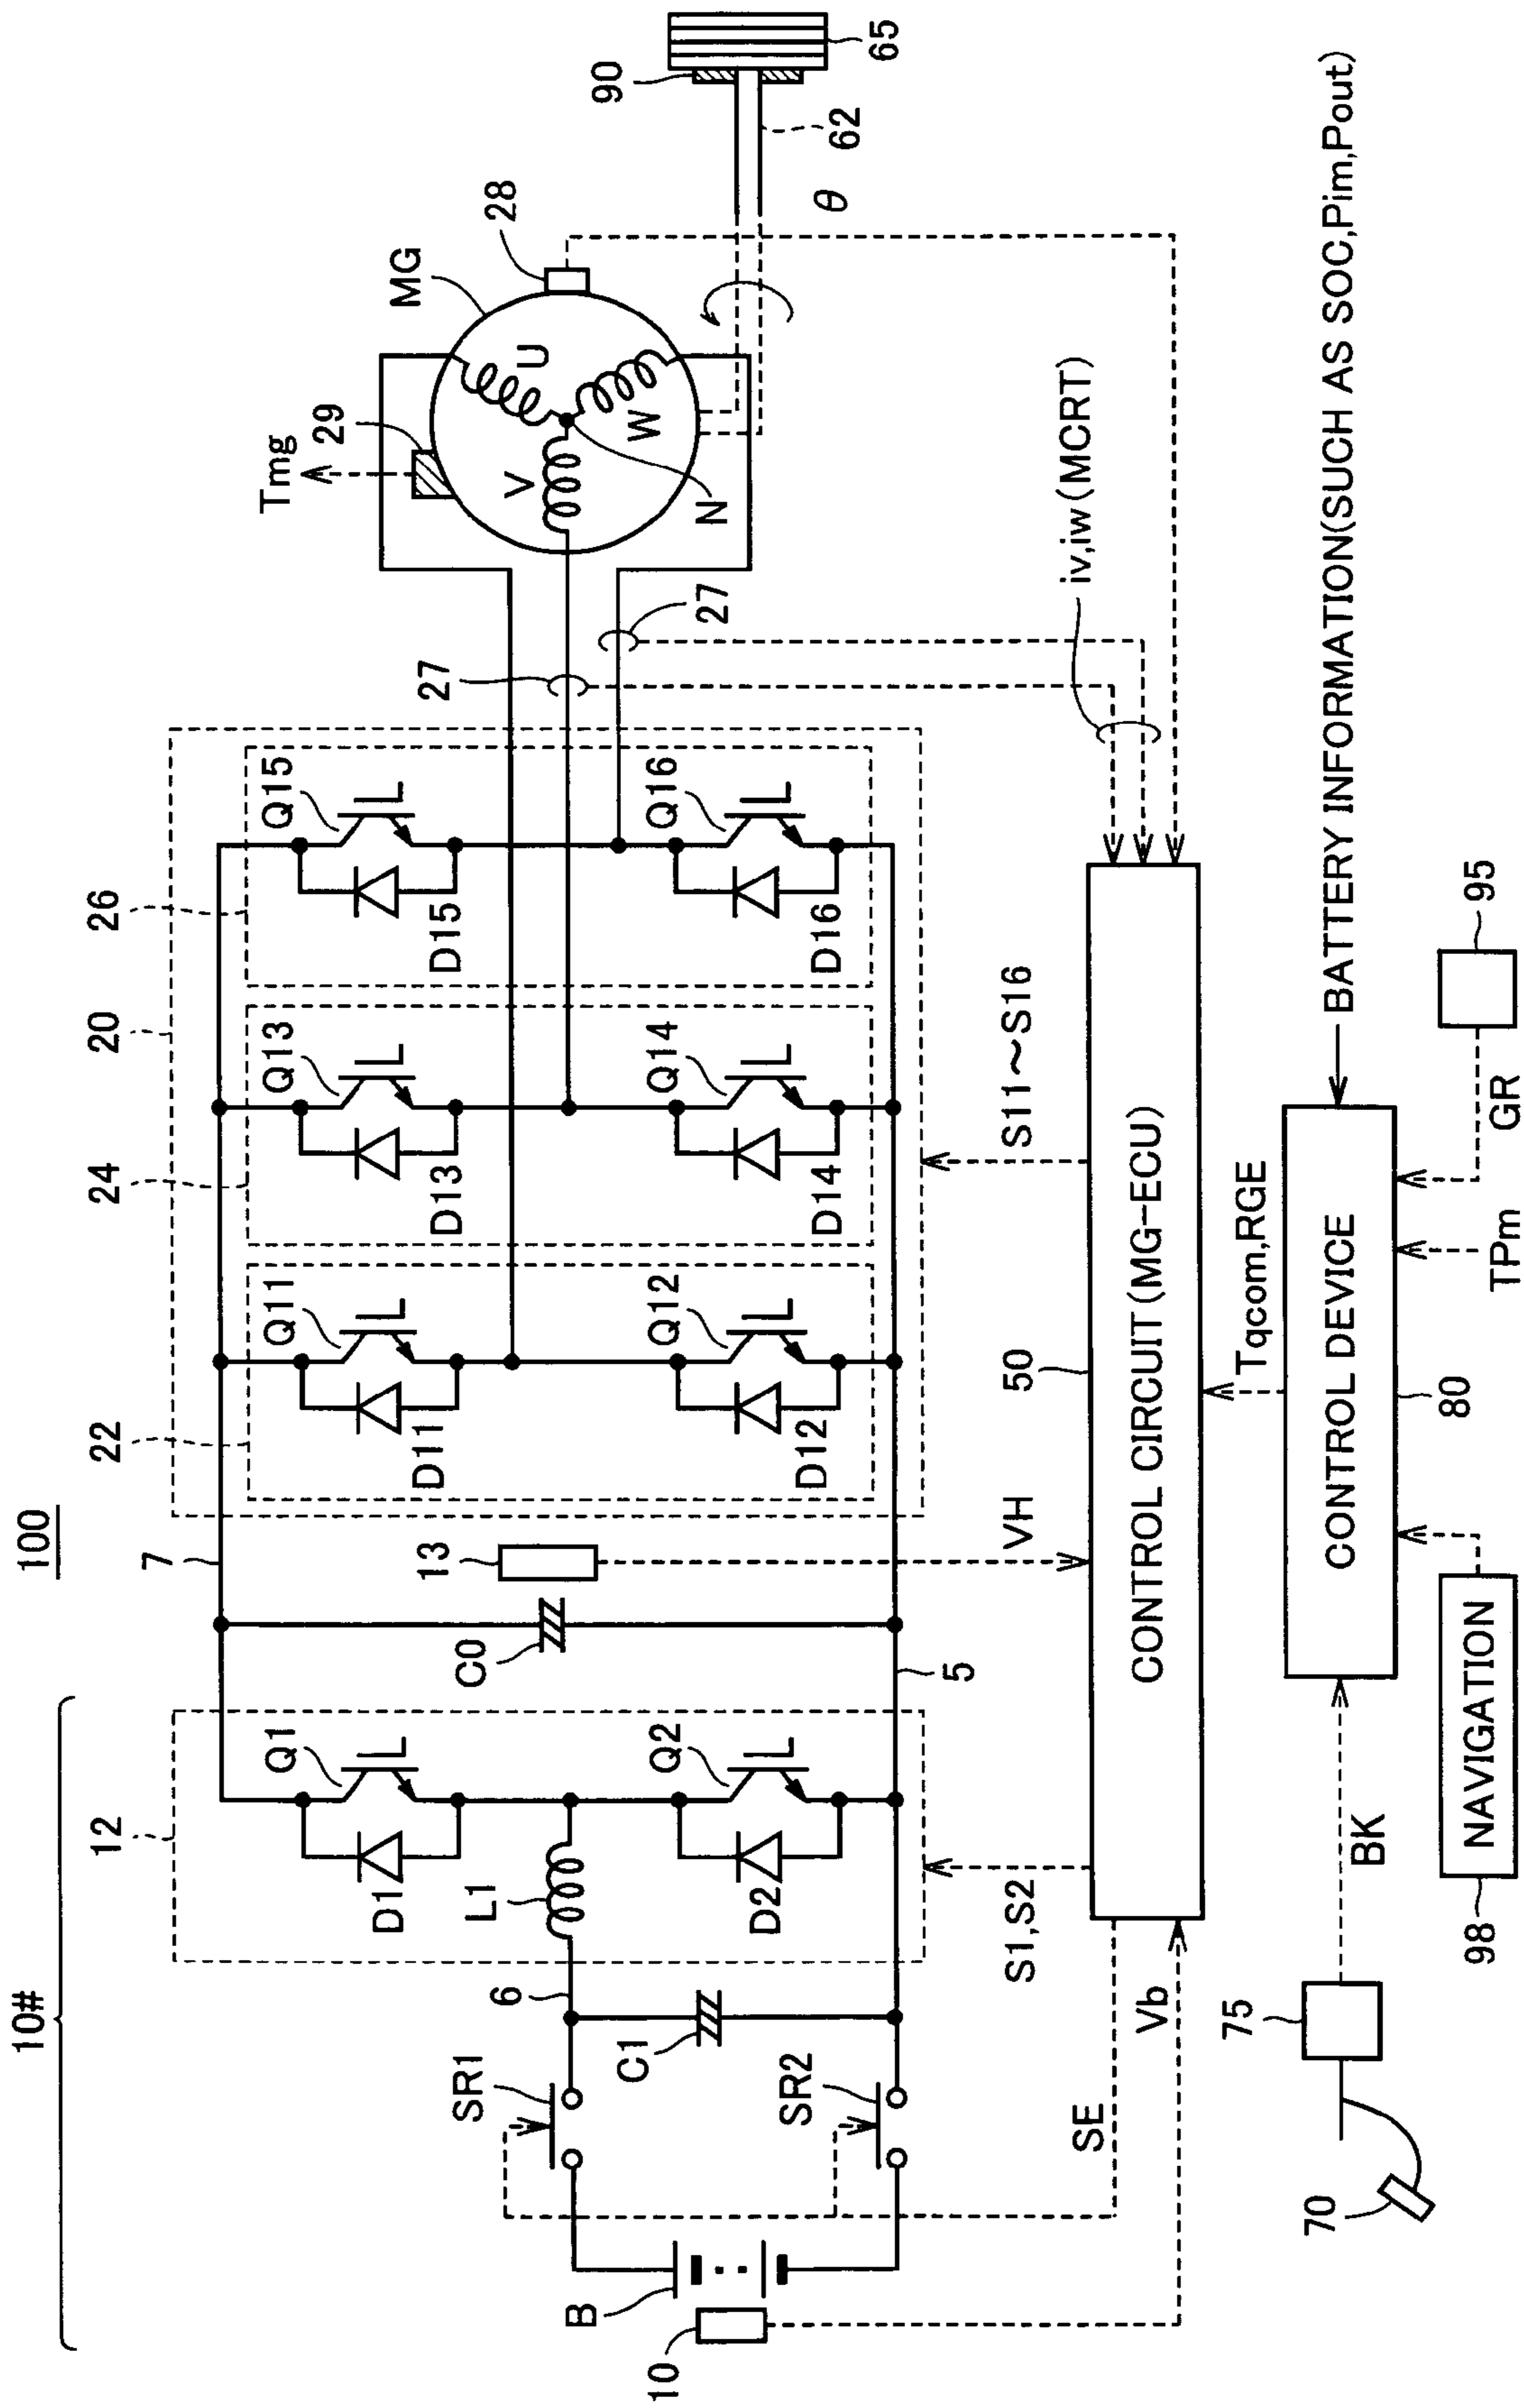 100
10#
12
7
20
22
24
26
Tmg
29
MG
28
90
65
62
θ
Q1
D1
L1
Q2
D2
C0
13
VH
Q11
D11
Q12
D12
Q13
D13
Q14
D14
Q15
D15
Q16
D16
27
27
U
V
W
N
6
5
SR1
C1
SR2
B
10
S1,S2
SE
Vb
S11～S16
iv,iw(MCRT)
50
CONTROL CIRCUIT(MG-ECU)
Tqcom,RGE
CONTROL DEVICE
80
BATTERY INFORMATION(SUCH AS SOC,Pim,Pout)
70
75
BK
NAVIGATION
98
TPm
GR
95